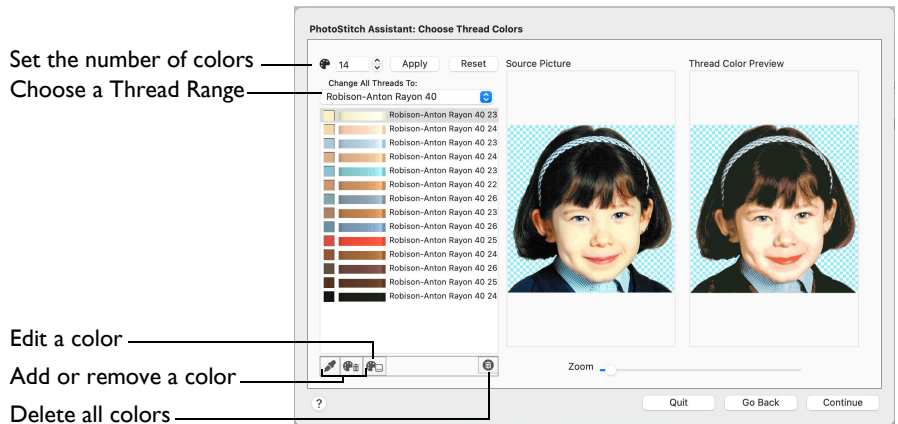 PhotoStitch Assistant: Choose Thread Colors
Set the number of colors
14
Apply
Reset
Source Picture
Thread Color Preview
Choose a Thread Range
Change All Threads To:
Robison-Anton Rayon 40
Robison-Anton Rayon 40 23
Robison-Anton Rayon 40 24
Robison-Anton Rayon 40 23
Robison-Anton Rayon 40 24
Robison-Anton Rayon 40 23
Robison-Anton Rayon 40 22
Robison-Anton Rayon 40 26
Robison-Anton Rayon 40 23
Robison-Anton Rayon 40 26
Robison-Anton Rayon 40 25
Robison-Anton Rayon 40 24
Robison-Anton Rayon 40 26
Robison-Anton Rayon 40 25
Robison-Anton Rayon 40 24
Edit a color
Add or remove a color
Delete all colors
Zoom
?
Quit
Go Back
Continue